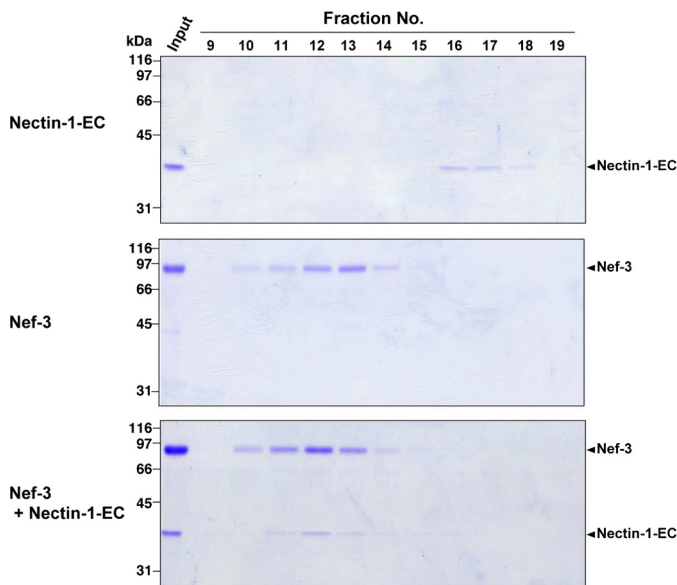 Fraction No.
kDa Input 9 10 11 12 13 14 15 16 17 18 19
Nectin-1-EC
116
97
66
45
31
Nectin-1-EC
Nef-3
116
97
66
45
31
Nef-3
Nef-3
+ Nectin-1-EC
116
97
66
45
31
Nef-3
Nectin-1-EC